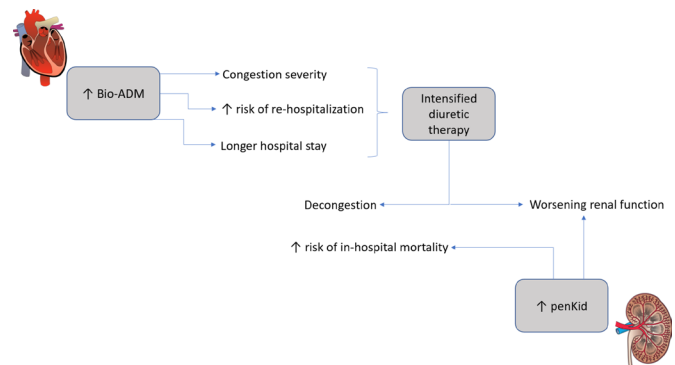 ↑ Bio-ADM
Congestion severity
↑ risk of re-hospitalization
Longer hospital stay
Intensified
diuretic
therapy
Decongestion
Worsening renal function
↑ risk of in-hospital mortality
↑ penKid